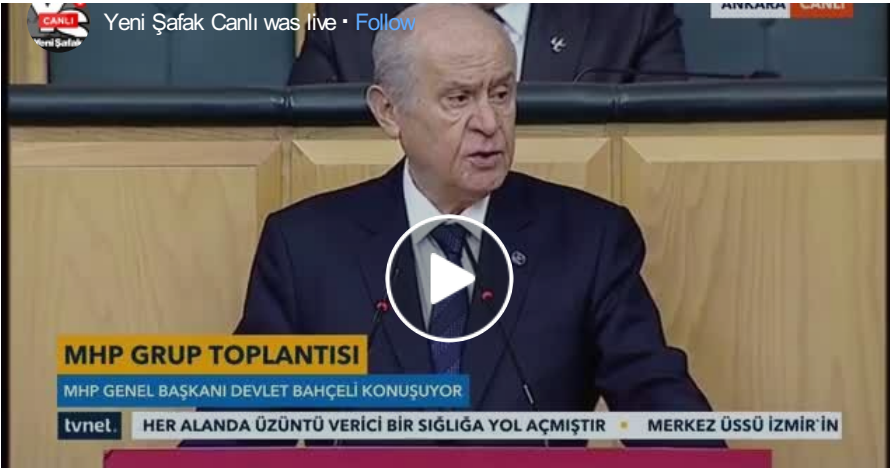 CANLI
Yeni Şafak
Yeni Şafak Canlı was live · Follow
ANKARA CANLI
MHP GRUP TOPLANTISI
MHP GENEL BAŞKANI DEVLET BAHÇELİ KONUŞUYOR
tvnet. HER ALANDA ÜZÜNTÜ VERİCİ BİR SIĞLIĞA YOL AÇMIŞTIR • MERKEZ ÜSSÜ İZMİR'İN